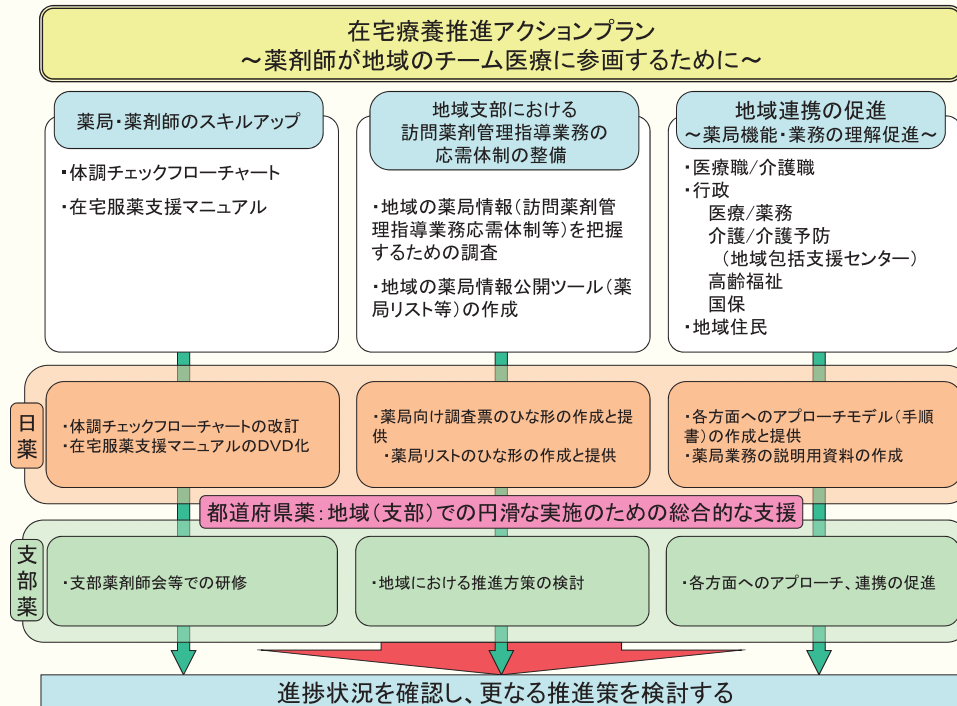 在宅療養推進アクションプラン
～薬剤師が地域のチーム医療に参画するために～
薬局・薬剤師のスキルアップ
・体調チェックフローチャート
・在宅服薬支援マニュアル
地域支部における
訪問薬剤管理指導業務の
応需体制の整備
・地域の薬局情報（訪問薬剤管
理指導業務応需体制等）を把握
するための調査
・地域の薬局情報公開ツール（薬
局リスト等）の作成
地域連携の促進
～薬局機能・業務の理解促進～
・医療職/介護職
・行政
医療/薬務
介護/介護予防
（地域包括支援センター）
高齢福祉
国保
・地域住民
日薬
・体調チェックフローチャートの改訂
・在宅服薬支援マニュアルのDVD化
・薬局向け調査票のひな形の作成と提
供
・薬局リストのひな形の作成と提供
・各方面へのアプローチモデル（手順
書）の作成と提供
・薬局業務の説明用資料の作成
都道府県薬：地域（支部）での円滑な実施のための総合的な支援
支部薬
・支部薬剤師会等での研修
・地域における推進方策の検討
・各方面へのアプローチ、連携の促進
進捗状況を確認し、更なる推進策を検討する